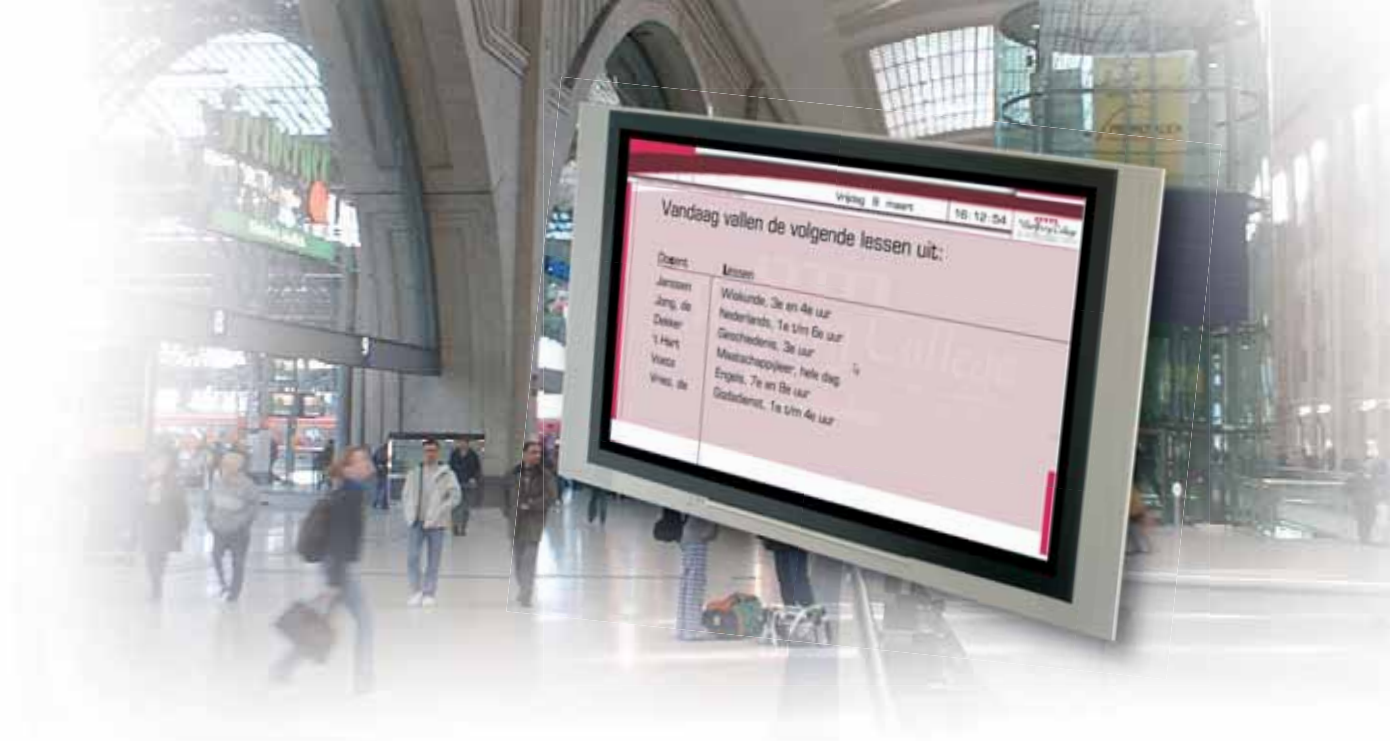 Vrijdag 9 maart 16:12:54
Vandaag vallen de volgende lessen uit:
Docent Lessen
Janssen Wiskunde, 3e en 4e uur
Jong, de Nederlands, 1e t/m 6e uur
Dekker Geschiedenis, 3e uur
't Hart Maatschappijleer, hele dag
Engels, 7e en 8e uur
Vries, de Godsdienst, 1e t/m 4e uur
8
9